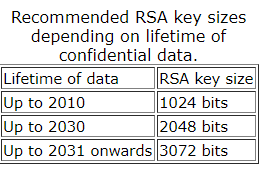 Recommended RSA key sizes
depending on lifetime of
confidential data.
Lifetime of data RSA key size
Up to 2010 1024 bits
Up to 2030 2048 bits
Up to 2031 onwards 3072 bits